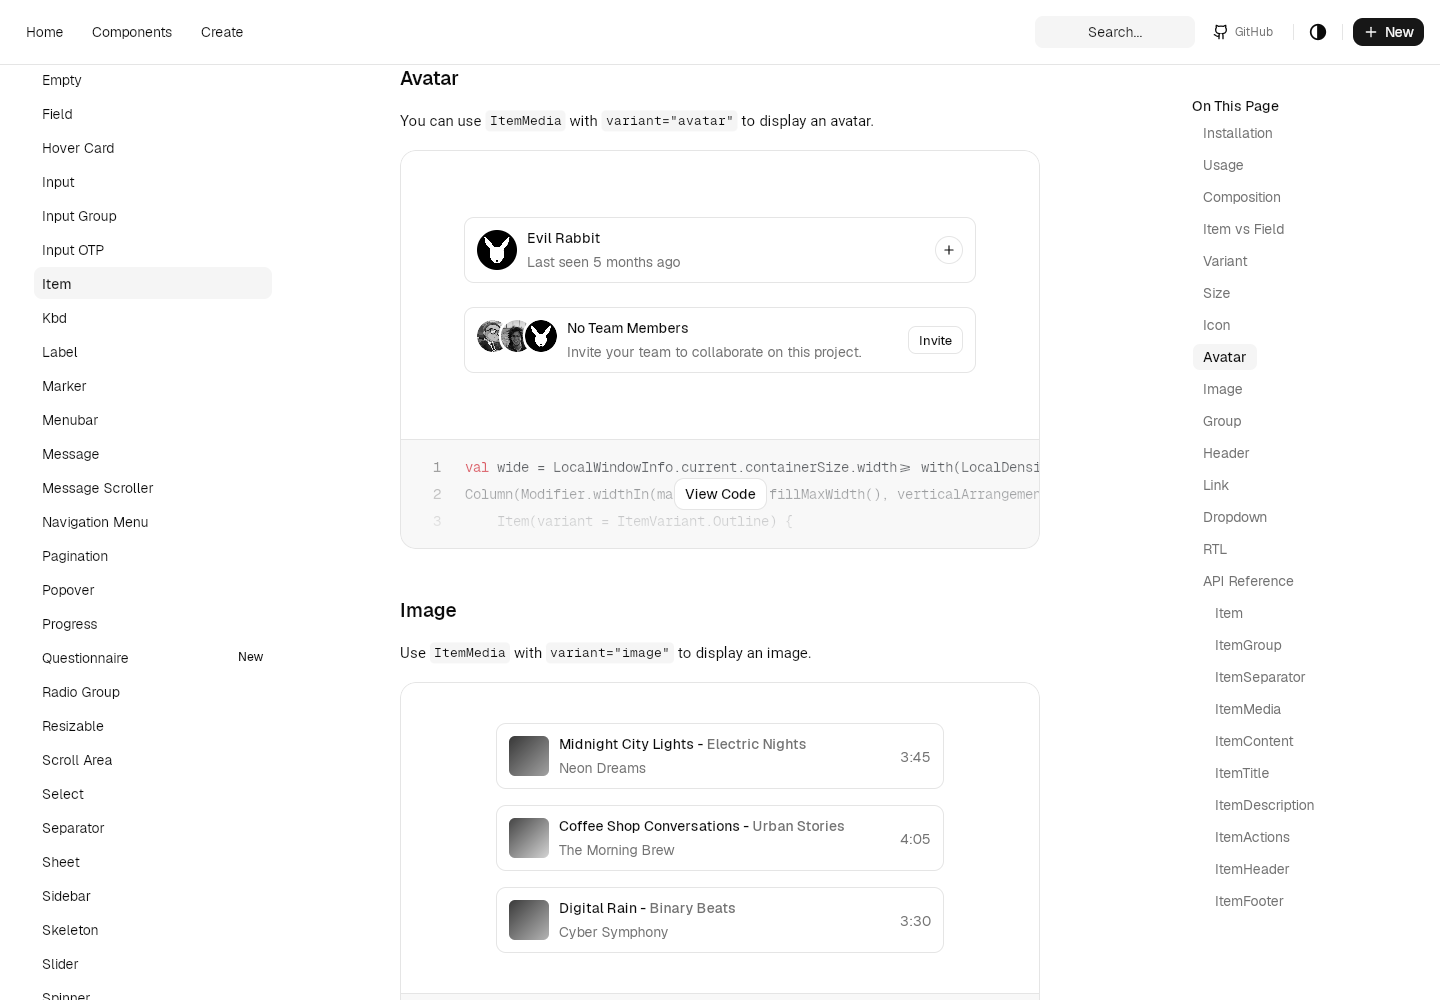 Home
Components
Create
Search...
GitHub
New
Empty
Field
Hover Card
Input
Input Group
Input OTP
Item
Kbd
Label
Marker
Menubar
Message
Message Scroller
Navigation Menu
Pagination
Popover
Progress
Questionnaire New
Radio Group
Resizable
Scroll Area
Select
Separator
Sheet
Sidebar
Skeleton
Slider
Spinner
Avatar
You can use ItemMedia with variant="avatar" to display an avatar.
Evil Rabbit
Last seen 5 months ago
No Team Members
Invite your team to collaborate on this project.
Invite
1 val wide = LocalWindowInfo.current.containerSize.width >= with(LocalDensi
2 Column(Modifier.widthIn(ma
View Code
fillMaxWidth(), verticalArrangemen
3 Item(variant = ItemVariant.Outline) {
Image
Use ItemMedia with variant="image" to display an image.
Midnight City Lights - Electric Nights
Neon Dreams
3:45
Coffee Shop Conversations - Urban Stories
The Morning Brew
4:05
Digital Rain - Binary Beats
Cyber Symphony
3:30
On This Page
Installation
Usage
Composition
Item vs Field
Variant
Size
Icon
Avatar
Image
Group
Header
Link
Dropdown
RTL
API Reference
Item
ItemGroup
ItemSeparator
ItemMedia
ItemContent
ItemTitle
ItemDescription
ItemActions
ItemHeader
ItemFooter